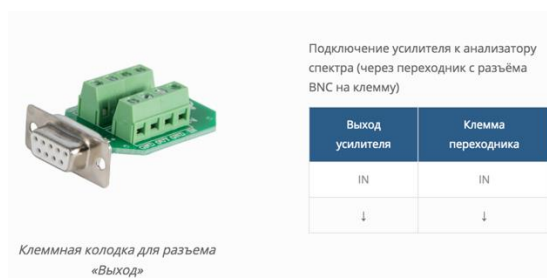 Подключение усилителя к анализатору
спектра (через переходник с разъёма
BNC на клемму)
Выход
усилителя
Клемма
переходника
IN
IN
↓
↓
Клеммная колодка для разъема
«Выход»